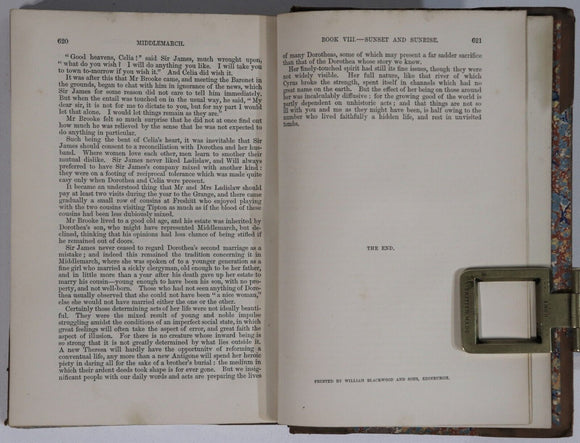 620 MIDDLEMARCH.
"Good heavens, Celia!" said Sir James, much wrought upon,
"what do you wish? I will do anything you like. I will take you
to town to-morrow if you wish it." And Celia did wish it.
It was after this that Mr Brooke came, and meeting the Baronet in
the grounds, began to chat with him in ignorance of the news, which
Sir James for some reason did not care to tell him immediately.
But when the entail was touched on in the usual way, he said, "My
dear sir, it is not for me to dictate to you, but for my part I would
let that alone. I would let things remain as they are."
Mr Brooke felt so much surprise that he did not at once find out
how much he was relieved by the sense that he was not expected to
do anything in particular.
Such being the bent of Celia's heart, it was inevitable that Sir
James should consent to a reconciliation with Dorothea and her hus-
band. Where women love each other, men learn to smother their
mutual dislike. Sir James never liked Ladislaw, and Will always
preferred to have Sir James's company mixed with another kind:
they were on a footing of reciprocal tolerance which was made quite
easy only when Dorothea and Celia were present.
It became an understood thing that Mr and Mrs Ladislaw should
pay at least two visits during the year to the Grange, and there came
gradually a small row of cousins at Freshitt who enjoyed playing
with the two cousins visiting Tipton as much as if the blood of these
cousins had been less dubiously mixed.
Mr Brooke lived to a good old age, and his estate was inherited by
Dorothea's son, who might have represented Middlemarch, but de-
clined, thinking that his opinions had less chance of being stifled if
he remained out of doors.
Sir James never ceased to regard Dorothea's second marriage as a
mistake; and indeed this remained the tradition concerning it in
Middlemarch, where she was spoken of to a younger generation as a
fine girl who married a sickly clergyman, old enough to be her father,
and in little more than a year after his death gave up her estate to
marry his cousin—young enough to have been his son, with no pro-
perty, and not well-born. Those who had not seen anything of Doro-
thea usually observed that she could not have been "a nice woman,"
else she would not have married either the one or the other.
Certainly those determining acts of her life were not ideally beauti-
ful. They were the mixed result of young and noble impulse
struggling amidst the conditions of an imperfect social state, in which
great feelings will often take the aspect of error, and great faith the
aspect of illusion. For there is no creature whose inward being is
so strong that it is not greatly determined by what lies outside it.
A new Theresa will hardly have the opportunity of reforming a
conventual life, any more than a new Antigone will spend her heroic
piety in daring all for the sake of a brother's burial: the medium in
which their ardent deeds took shape is for ever gone. But we insig-
nificant people with our daily words and acts are preparing the lives
BOOK VIII.—SUNSET AND SUNRISE. 621
of many Dorotheas, some of which may present a far sadder sacrifice
than that of the Dorothea whose story we know.
Her finely-touched spirit had still its fine issues, though they were
not widely visible. Her full nature, like that river of which
Cyrus broke the strength, spent itself in channels which had no
great name on the earth. But the effect of her being on those around
her was incalculably diffusive: for the growing good of the world is
partly dependent on unhistoric acts; and that things are not so
ill with you and me as they might have been, is half owing to the
number who lived faithfully a hidden life, and rest in unvisited
tombs.
THE END.
PRINTED BY WILLIAM BLACKWOOD AND SONS, EDINBURGH.